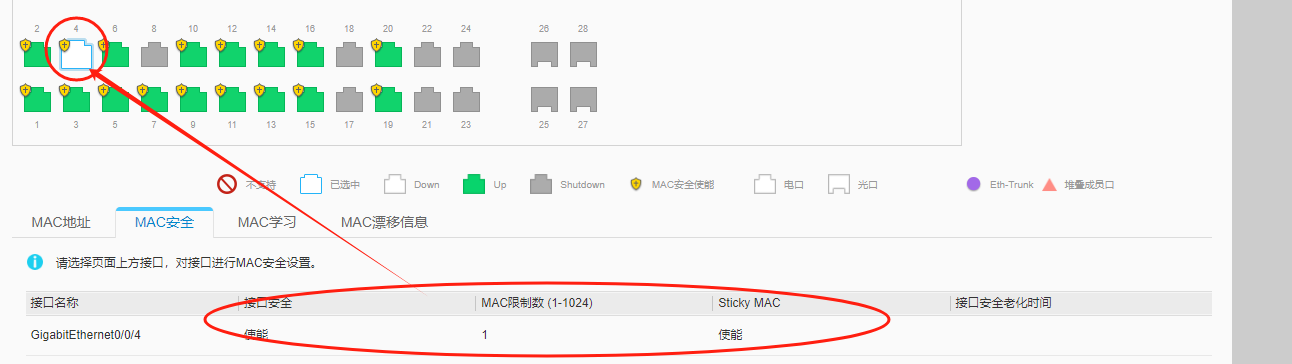 2 4 6 8 10 12 14 16 18 20 22 24 26 28
1 3 5 7 9 11 13 15 17 19 21 23 25 27
不支持 已选中 Down Up Shutdown MAC安全使能 电口 光口 Eth-Trunk 堆叠成员口
MAC地址 MAC安全 MAC学习 MAC漂移信息
请选择页面上方接口，对接口进行MAC安全设置。
接口名称 接口安全 MAC限制数 (1-1024) Sticky MAC 接口安全老化时间
GigabitEthernet0/0/4 使能 1 使能